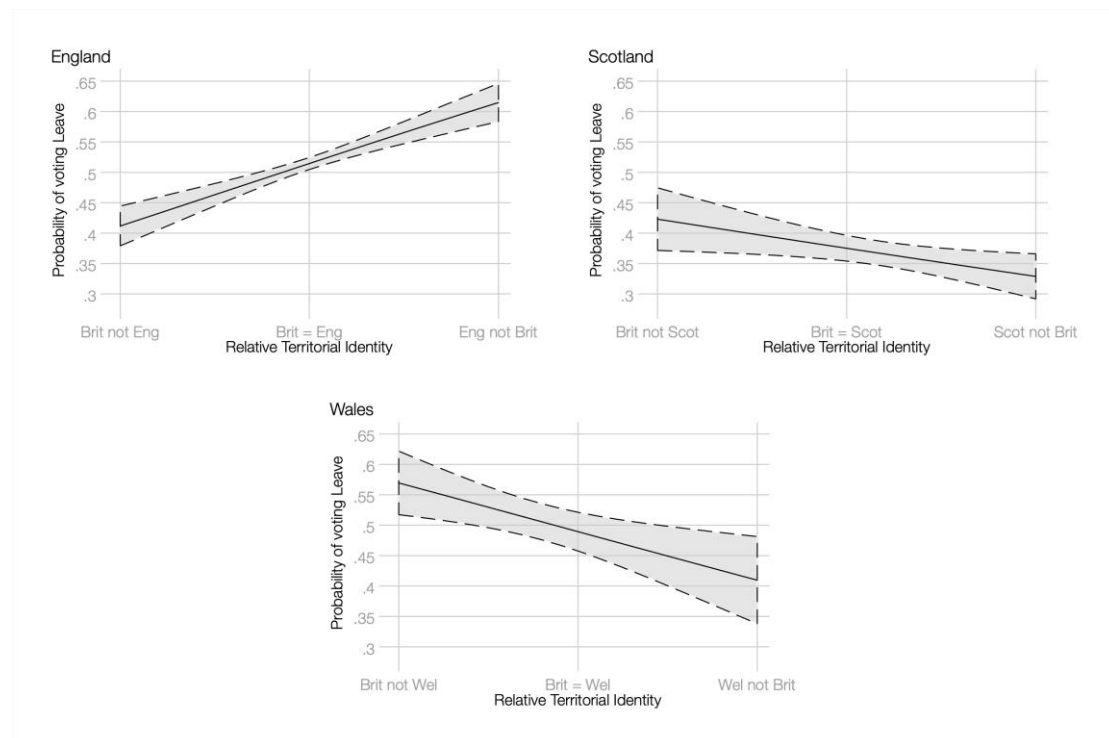 England
Probability of voting Leave
.65
.6
.55
.5
.45
.4
.35
.3
Brit not Eng Brit = Eng Eng not Brit
Relative Territorial Identity
Scotland
Probability of voting Leave
.65
.6
.55
.5
.45
.4
.35
.3
Brit not Scot Brit = Scot Scot not Brit
Relative Territorial Identity
Wales
Probability of voting Leave
.65
.6
.55
.5
.45
.4
.35
.3
Brit not Wel Brit = Wel Wel not Brit
Relative Territorial Identity